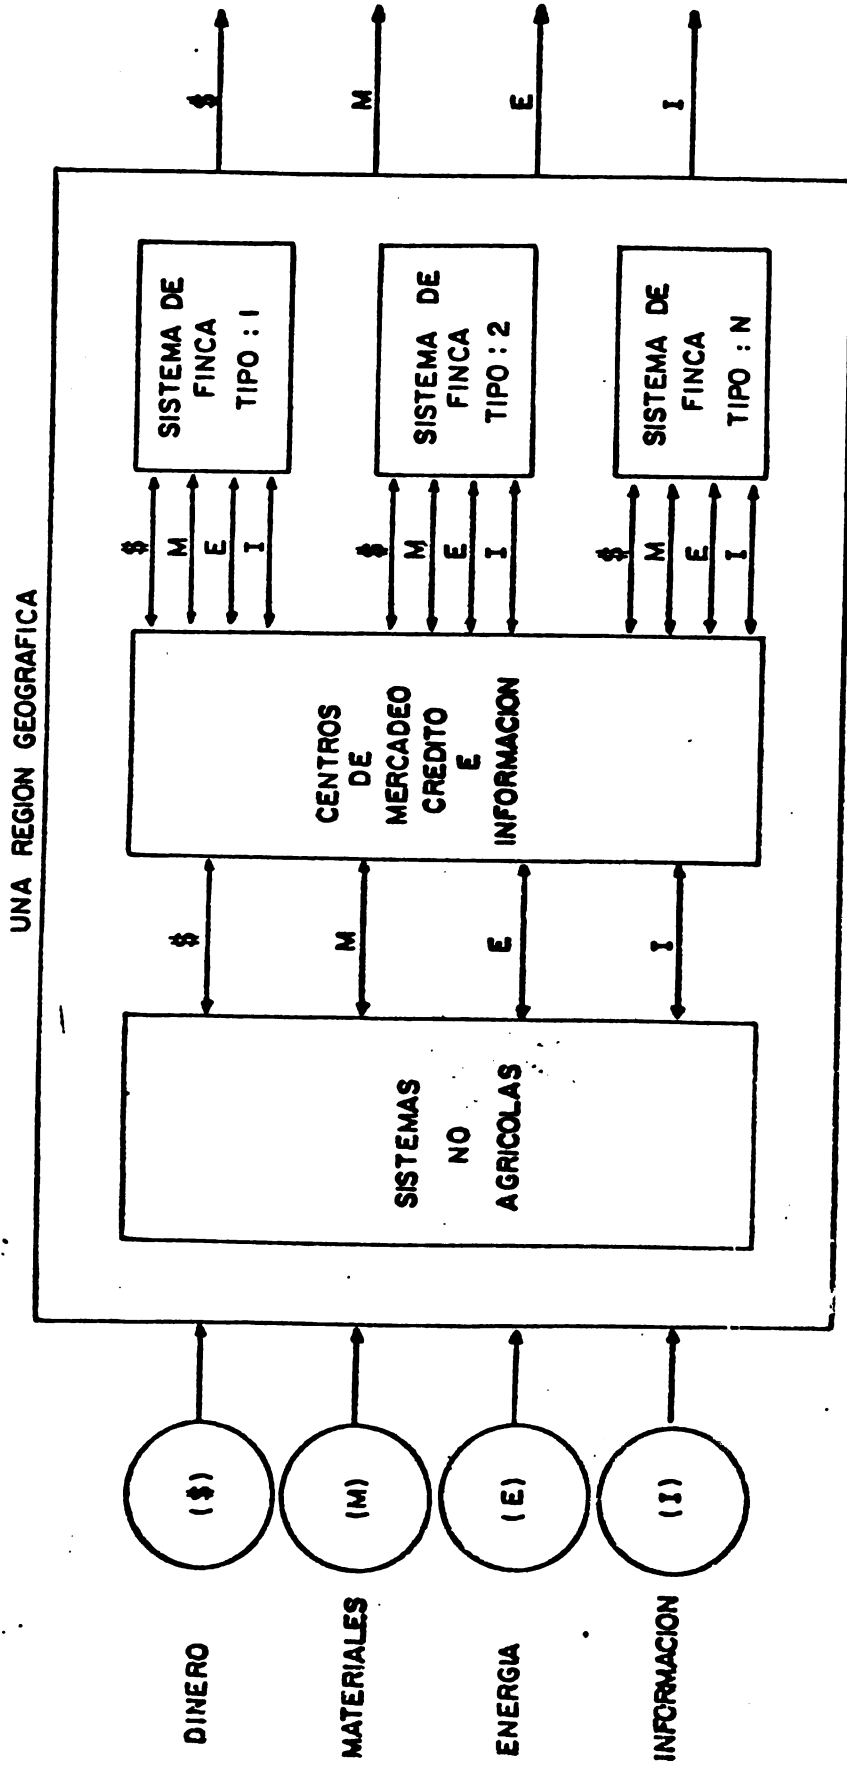 UNA REGION GEOGRAFICA
DINERO
($)
MATERIALES
(M)
ENERGIA
(E)
INFORMACION
(I)
SISTEMAS
NO
AGRICOLAS
$
M
E
I
CENTROS
DE
MERCADEO
CREDITO
E
INFORMACION
$
M
E
I
$
M
E
I
$
M
E
I
SISTEMA DE
FINCA
TIPO : 1
SISTEMA DE
FINCA
TIPO : 2
SISTEMA DE
FINCA
TIPO : N
$
M
E
I